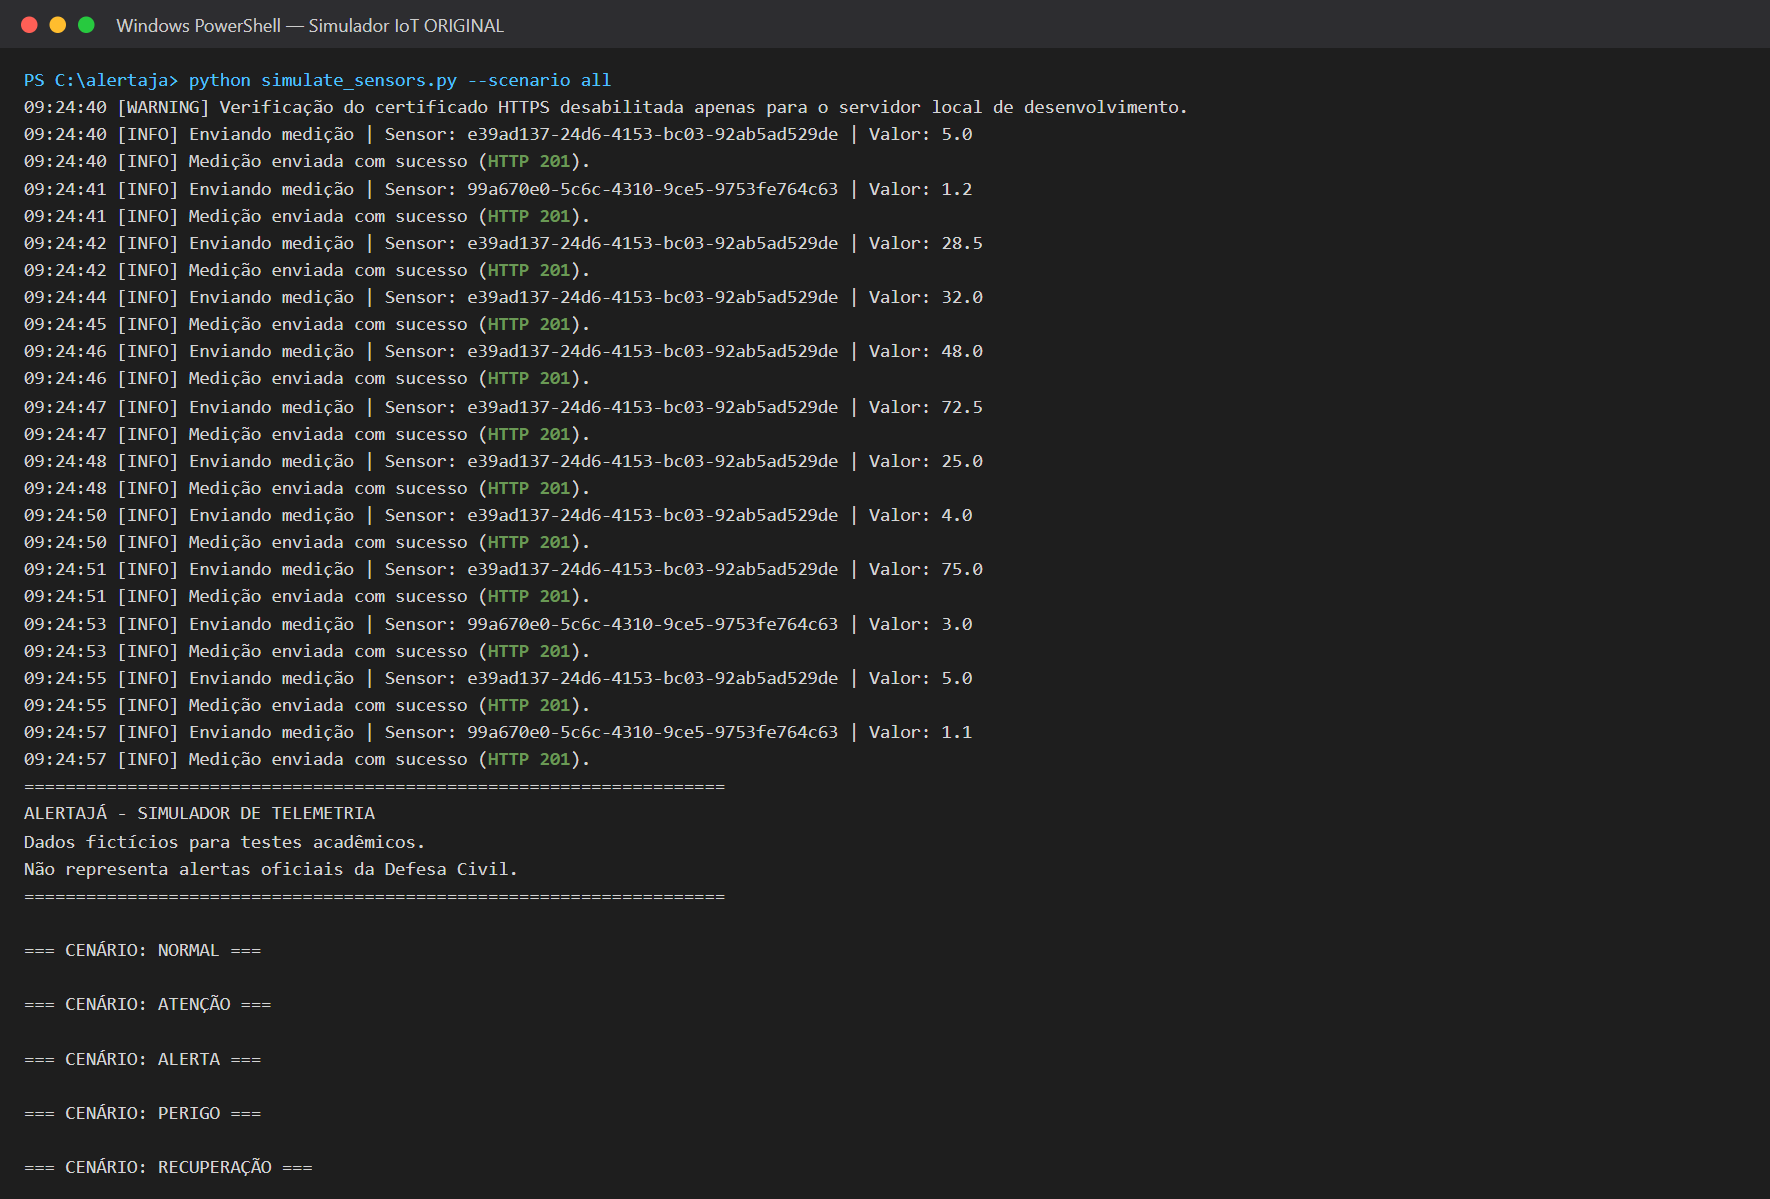 Windows PowerShell — Simulador IoT ORIGINAL
PS C:\alertaja> python simulate_sensors.py --scenario all
09:24:40 [WARNING] Verificação do certificado HTTPS desabilitada apenas para o servidor local de desenvolvimento.
09:24:40 [INFO] Enviando medição | Sensor: e39ad137-24d6-4153-bc03-92ab5ad529de | Valor: 5.0
09:24:40 [INFO] Medição enviada com sucesso (HTTP 201).
09:24:41 [INFO] Enviando medição | Sensor: 99a670e0-5c6c-4310-9ce5-9753fe764c63 | Valor: 1.2
09:24:41 [INFO] Medição enviada com sucesso (HTTP 201).
09:24:42 [INFO] Enviando medição | Sensor: e39ad137-24d6-4153-bc03-92ab5ad529de | Valor: 28.5
09:24:42 [INFO] Medição enviada com sucesso (HTTP 201).
09:24:44 [INFO] Enviando medição | Sensor: e39ad137-24d6-4153-bc03-92ab5ad529de | Valor: 32.0
09:24:45 [INFO] Medição enviada com sucesso (HTTP 201).
09:24:46 [INFO] Enviando medição | Sensor: e39ad137-24d6-4153-bc03-92ab5ad529de | Valor: 48.0
09:24:46 [INFO] Medição enviada com sucesso (HTTP 201).
09:24:47 [INFO] Enviando medição | Sensor: e39ad137-24d6-4153-bc03-92ab5ad529de | Valor: 72.5
09:24:47 [INFO] Medição enviada com sucesso (HTTP 201).
09:24:48 [INFO] Enviando medição | Sensor: e39ad137-24d6-4153-bc03-92ab5ad529de | Valor: 25.0
09:24:48 [INFO] Medição enviada com sucesso (HTTP 201).
09:24:50 [INFO] Enviando medição | Sensor: e39ad137-24d6-4153-bc03-92ab5ad529de | Valor: 4.0
09:24:50 [INFO] Medição enviada com sucesso (HTTP 201).
09:24:51 [INFO] Enviando medição | Sensor: e39ad137-24d6-4153-bc03-92ab5ad529de | Valor: 75.0
09:24:51 [INFO] Medição enviada com sucesso (HTTP 201).
09:24:53 [INFO] Enviando medição | Sensor: 99a670e0-5c6c-4310-9ce5-9753fe764c63 | Valor: 3.0
09:24:53 [INFO] Medição enviada com sucesso (HTTP 201).
09:24:55 [INFO] Enviando medição | Sensor: e39ad137-24d6-4153-bc03-92ab5ad529de | Valor: 5.0
09:24:55 [INFO] Medição enviada com sucesso (HTTP 201).
09:24:57 [INFO] Enviando medição | Sensor: 99a670e0-5c6c-4310-9ce5-9753fe764c63 | Valor: 1.1
09:24:57 [INFO] Medição enviada com sucesso (HTTP 201).
====================================================================
ALERTAJÁ - SIMULADOR DE TELEMETRIA
Dados fictícios para testes acadêmicos.
Não representa alertas oficiais da Defesa Civil.
====================================================================
=== CENÁRIO: NORMAL ===
=== CENÁRIO: ATENÇÃO ===
=== CENÁRIO: ALERTA ===
=== CENÁRIO: PERIGO ===
=== CENÁRIO: RECUPERAÇÃO ===